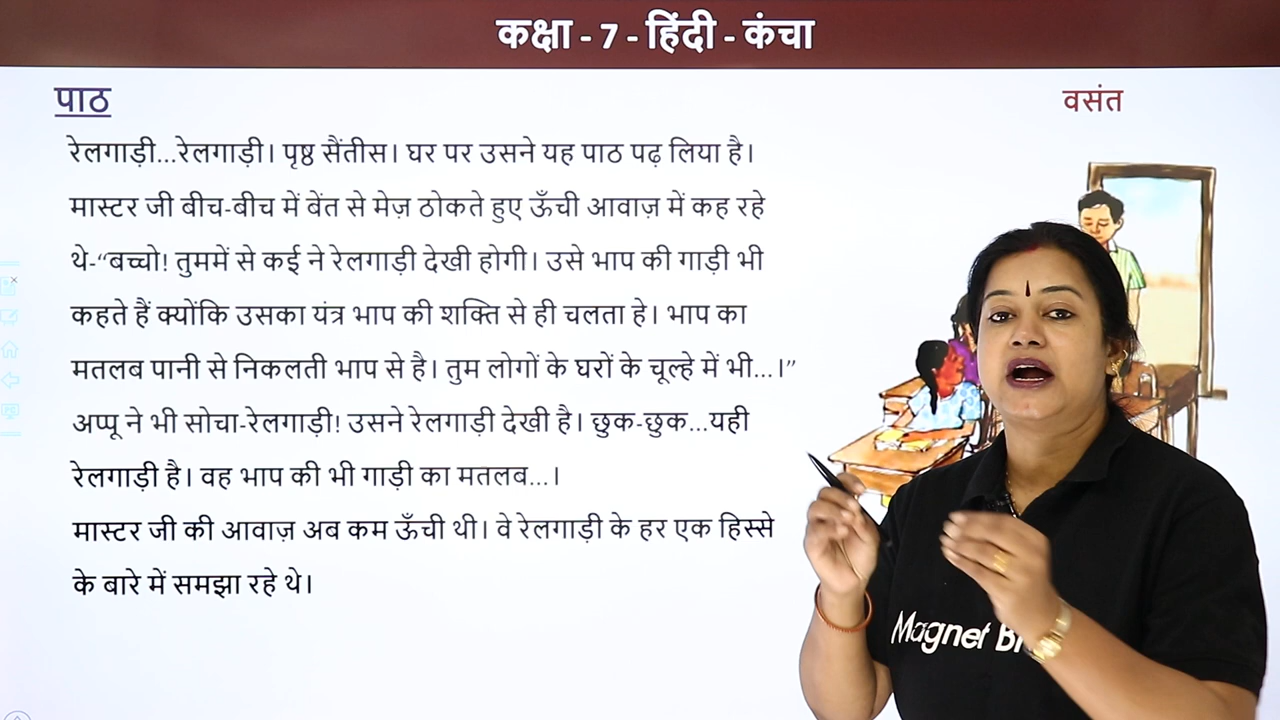 कक्षा - 7 - हिंदी - कंचा
पाठ
वसंत
रेलगाड़ी...रेलगाड़ी। पृष्ठ सैंतीस। घर पर उसने यह पाठ पढ़ लिया है।
मास्टर जी बीच-बीच में बेंत से मेज़ ठोकते हुए ऊँची आवाज़ में कह रहे
थे-“बच्चो! तुममें से कई ने रेलगाड़ी देखी होगी। उसे भाप की गाड़ी भी
कहते हैं क्योंकि उसका यंत्र भाप की शक्ति से ही चलता हे। भाप का
मतलब पानी से निकलती भाप से है। तुम लोगों के घरों के चूल्हे में भी...।”
अप्पू ने भी सोचा-रेलगाड़ी! उसने रेलगाड़ी देखी है। छुक-छुक...यही
रेलगाड़ी है। वह भाप की भी गाड़ी का मतलब...।
मास्टर जी की आवाज़ अब कम ऊँची थी। वे रेलगाड़ी के हर एक हिस्से
के बारे में समझा रहे थे।
Magnet